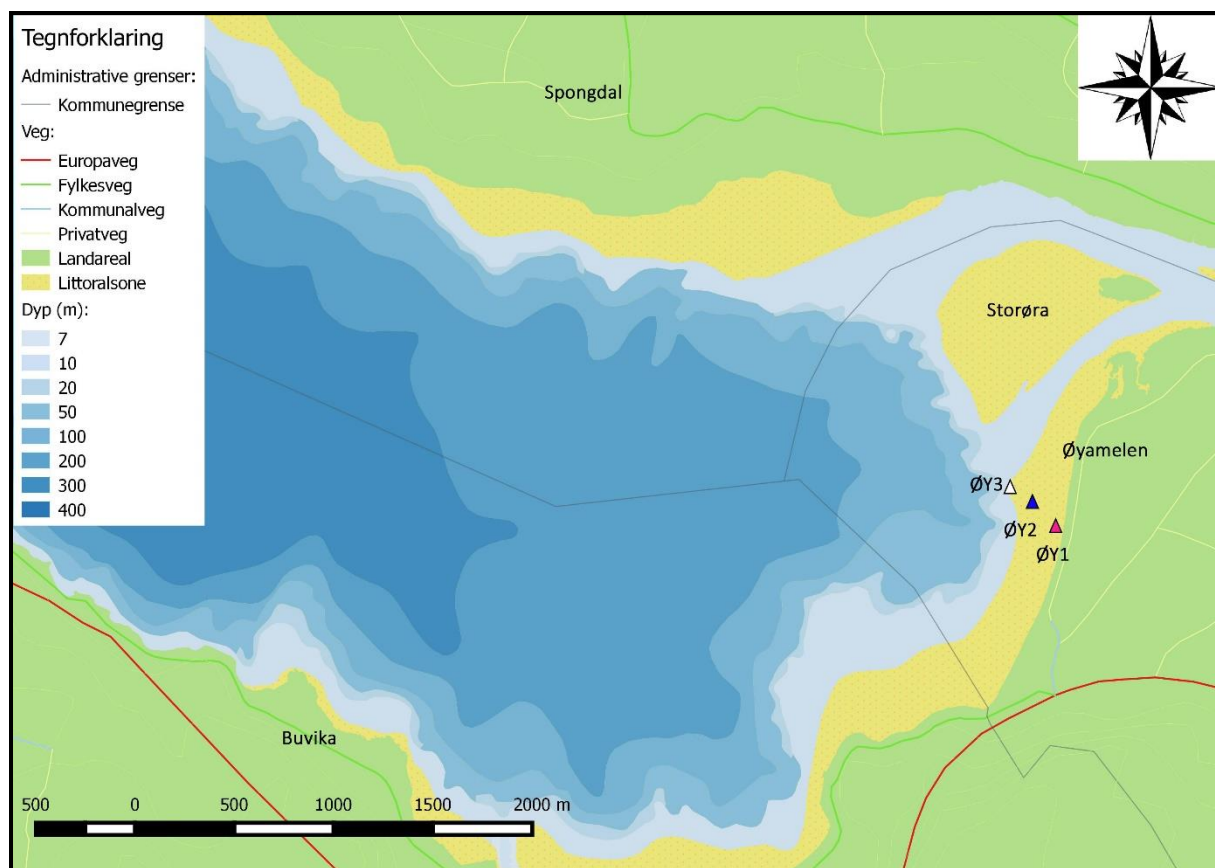 Tegnforklaring
Administrative grenser:
Kommunegrense
Veg:
Europaveg
Fylkesveg
Kommunalveg
Privatveg
Landareal
Littoralsone
Dyp (m):
7
10
20
50
100
200
300
400
Spongdal
Storøra
Øyamelen
ØY3
ØY2
ØY1
Buvika
500 0 500 1000 1500 2000 m